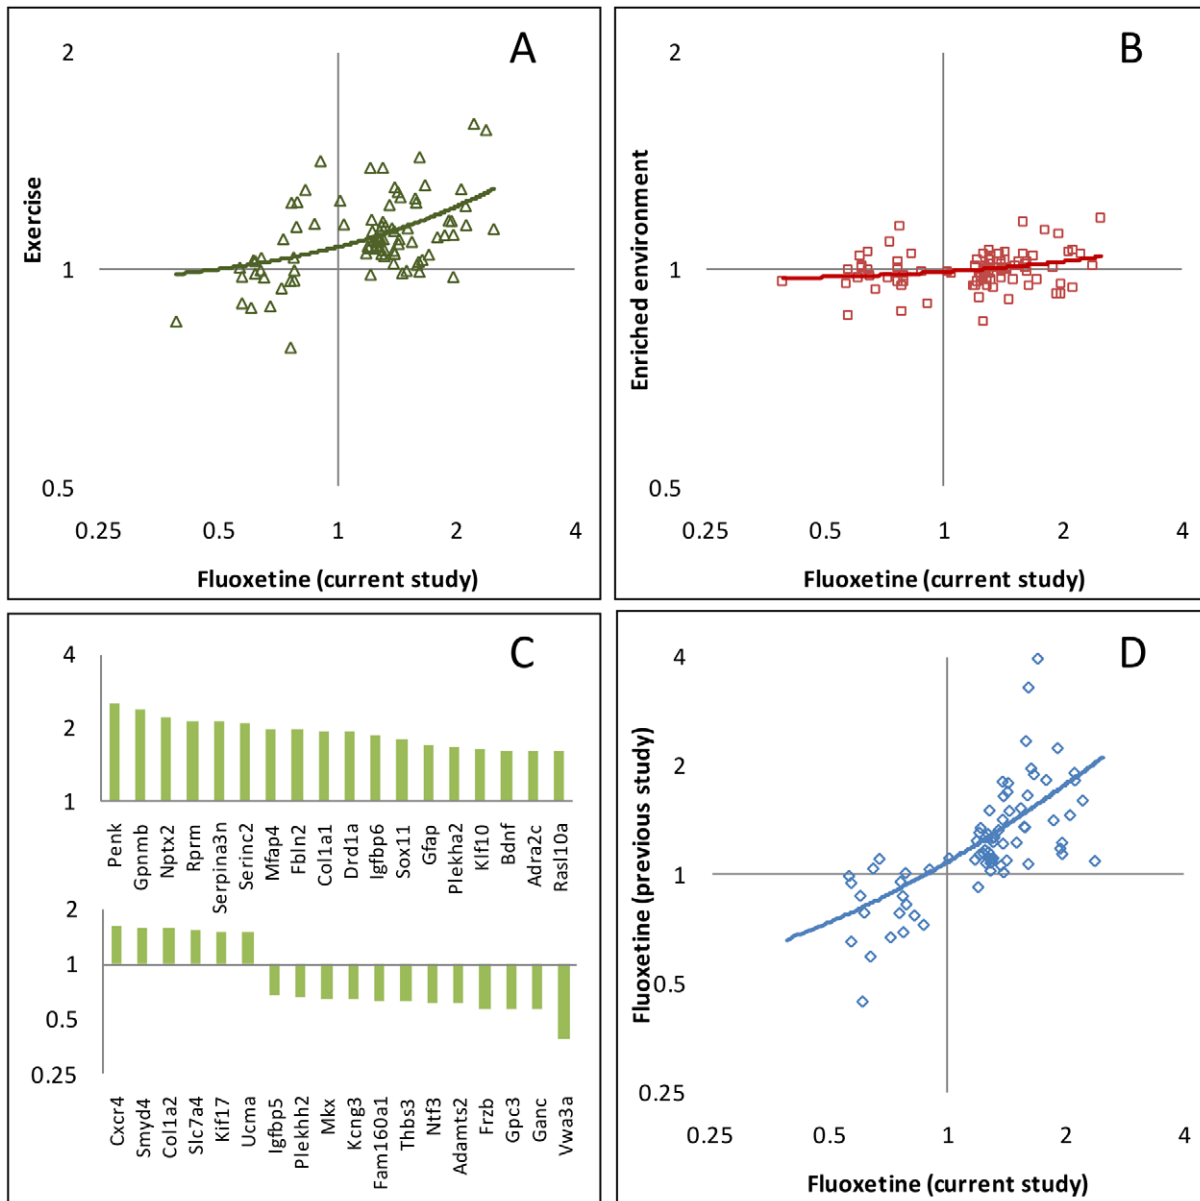 A
2
Exercise
1
0.5
0.25 0.5 1 2 4
Fluoxetine (current study)
B
2
Enriched environment
1
0.5
0.25 0.5 1 2 4
Fluoxetine (current study)
C
4
2
1
Penk Gpnmb Nptx2 Rprm Serpina3n Serinc2 Mfap4 Fbln2 Col1a1 Drd1a Igfbp6 Sox11 Gfap Plekha2 Klf10 Bdnf Adra2c Rasl10a
2
1
0.5
0.25
Cxcr4 Smyd4 Col1a2 Slc7a4 Kif17 Ucma Igfbp5 Plekhh2 Mkx Kcng3 Fam160a1 Thbs3 Ntf3 Adamts2 Frzb Gpc3 Ganc Vwa3a
D
4
2
Fluoxetine (previous study)
1
0.5
0.25
0.25 0.5 1 2 4
Fluoxetine (current study)